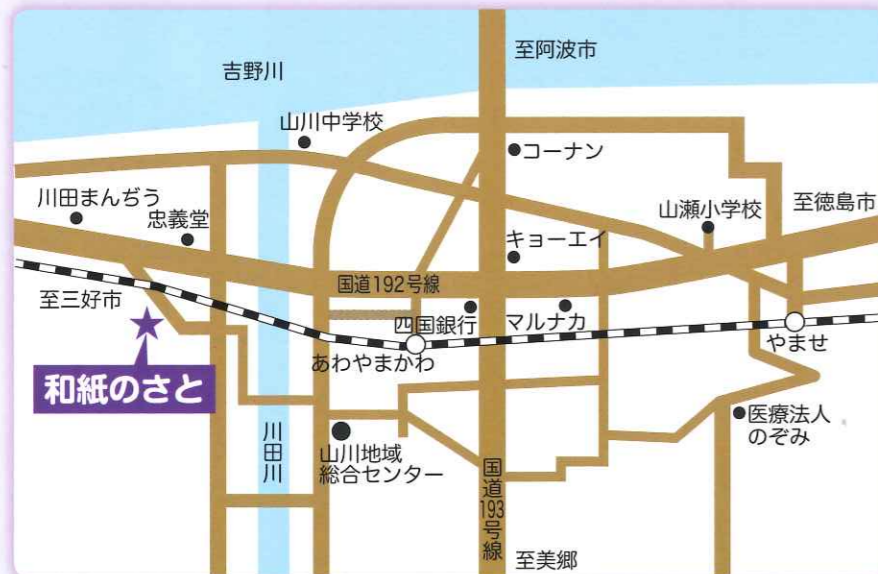 吉野川
至阿波市
山川中学校
コーナン
川田まんぢう
忠義堂
山瀬小学校
至徳島市
キョーエイ
国道192号線
至三好市
四国銀行
マルナカ
やませ
あわやまかわ
和紙のさと
川田川
山川地域
総合センター
国道193号線
医療法人
のぞみ
至美郷